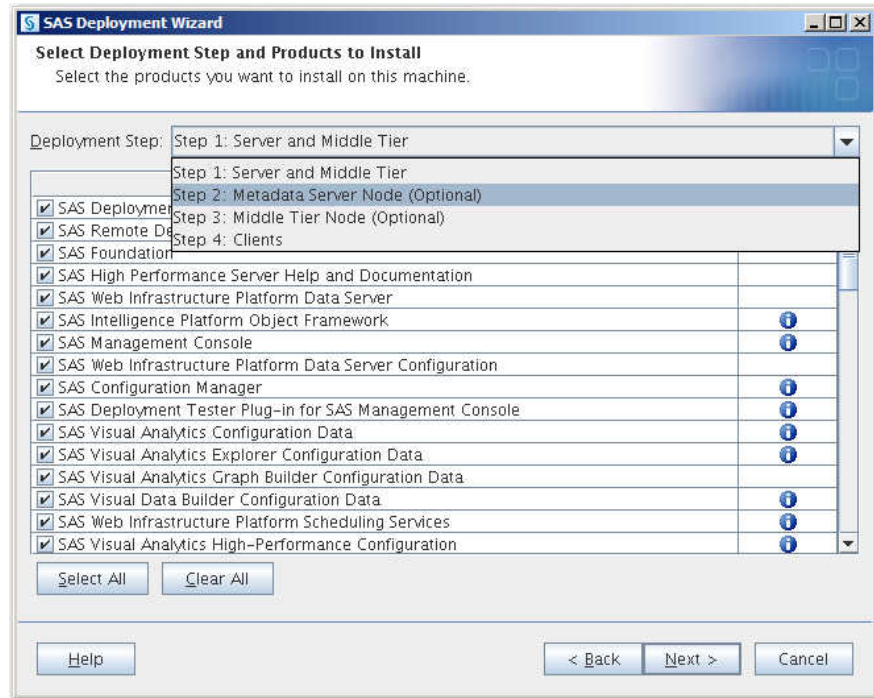 SAS Deployment Wizard
Select Deployment Step and Products to Install
Select the products you want to install on this machine.
Deployment Step: Step 1: Server and Middle Tier
Step 1: Server and Middle Tier
Step 2: Metadata Server Node (Optional)
Step 3: Middle Tier Node (Optional)
Step 4: Clients
SAS
SAS Remote
SAS Foundation
SAS High Performance Server Help and Documentation
SAS Web Infrastructure Platform Data Server
SAS Intelligence Platform Object Framework
SAS Management Console
SAS Web Infrastructure Platform Data Server Configuration
SAS Configuration Manager
SAS Deployment Tester Plug-in for SAS Management Console
SAS Visual Analytics Configuration Data
SAS Visual Analytics Explorer Configuration Data
SAS Visual Analytics Graph Builder Configuration Data
SAS Visual Data Builder Configuration Data
SAS Web Infrastructure Platform Scheduling Services
SAS Visual Analytics High-Performance Configuration
Select All Clear All
Help < Back Next > Cancel